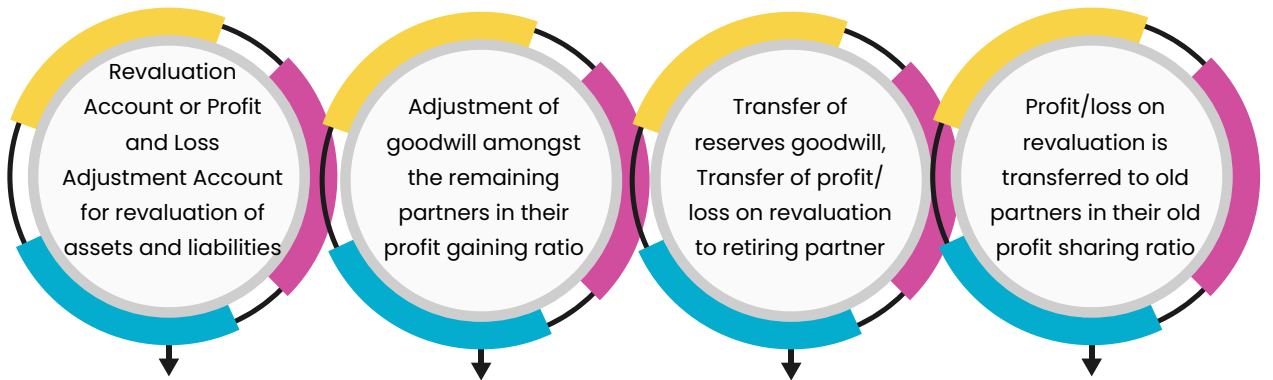 Revaluation
Account or Profit
and Loss
Adjustment Account
for revaluation of
assets and liabilities
Adjustment of
goodwill amongst
the remaining
partners in their
profit gaining ratio
Transfer of
reserves goodwill,
Transfer of profit/
loss on revaluation
to retiring partner
Profit/loss on
revaluation is
transferred to old
partners in their old
profit sharing ratio